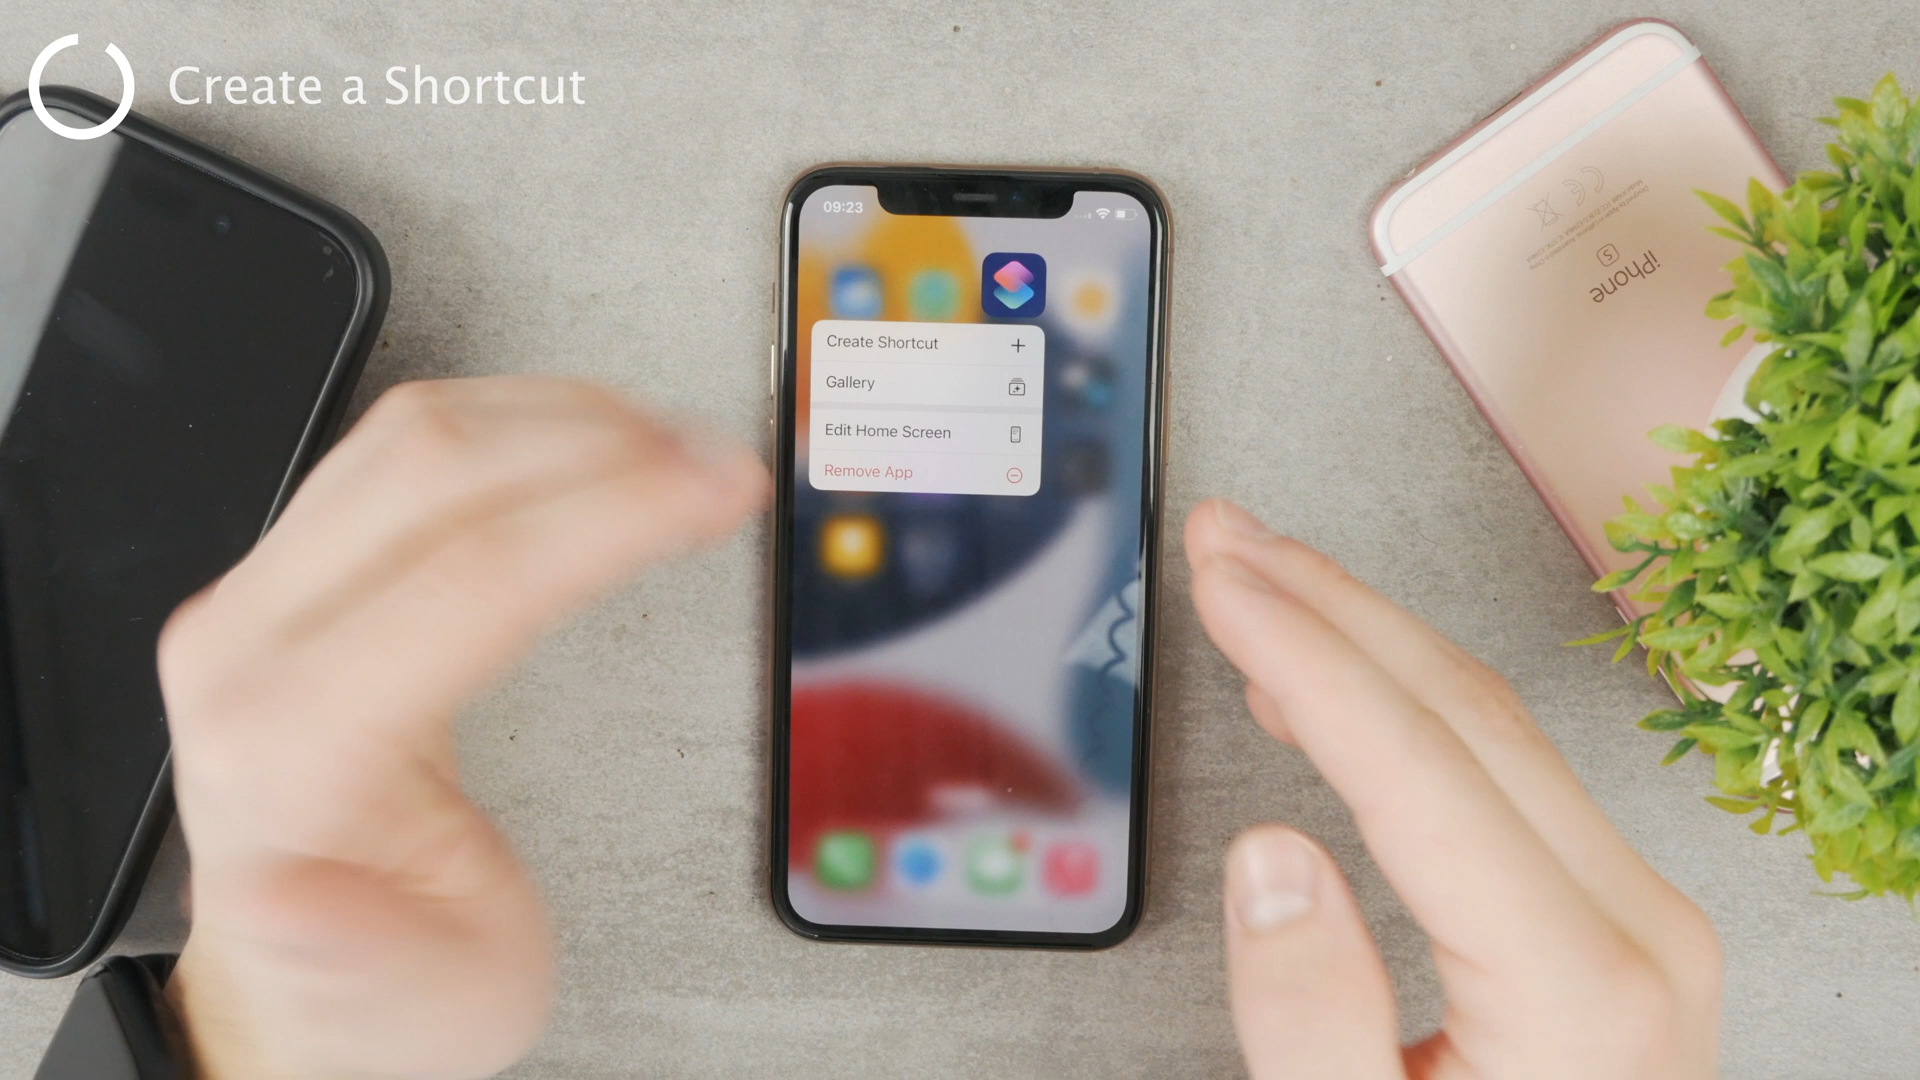 Create a Shortcut
09:23
Create Shortcut
Gallery
Edit Home Screen
Remove App
iPhone
S